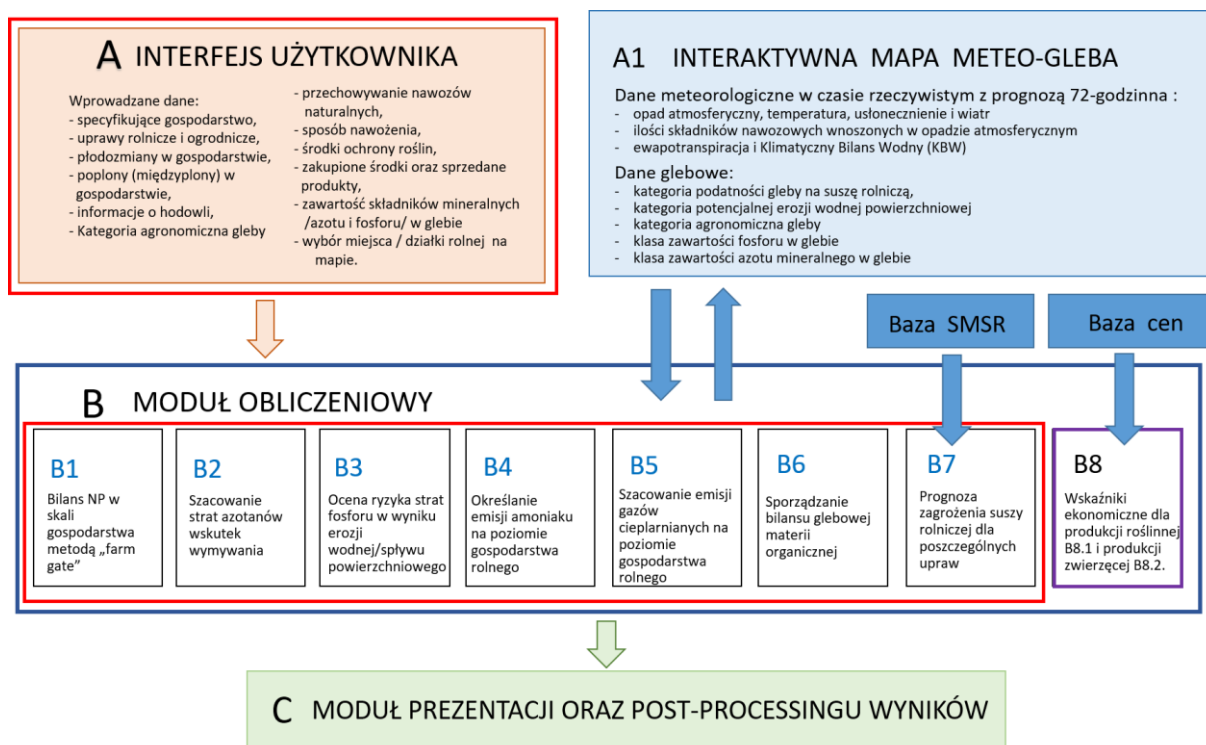 A INTERFEJS UŻYTKOWNIKA
Wprowadzane dane:
- specyfikujące gospodarstwo,
- uprawy rolnicze i ogrodnicze,
- płodozmiany w gospodarstwie,
- poplony (międzyplony) w
gospodarstwie,
- informacje o hodowli,
- Kategoria agronomiczna gleby
- przechowywanie nawozów
naturalnych,
- sposób nawożenia,
- środki ochrony roślin,
- zakupione środki oraz sprzedane
produkty,
- zawartość składników mineralnych
/azotu i fosforu/ w glebie
- wybór miejsca / działki rolnej na
mapie.
A1 INTERAKTYWNA MAPA METEO-GLEBA
Dane meteorologiczne w czasie rzeczywistym z prognozą 72-godzinna :
- opad atmosferyczny, temperatura, usłonecznienie i wiatr
- ilości składników nawozowych wnoszonych w opadzie atmosferycznym
- ewapotranspiracja i Klimatyczny Bilans Wodny (KBW)
Dane glebowe:
- kategoria podatności gleby na suszę rolniczą,
- kategoria potencjalnej erozji wodnej powierzchniowej
- kategoria agronomiczna gleby
- klasa zawartości fosforu w glebie
- klasa zawartości azotu mineralnego w glebie
Baza SMSR
Baza cen
B MODUŁ OBLICZENIOWY
B1
Bilans NP w
skali
gospodarstwa
metodą „farm
gate”
B2
Szacowanie
strat azotanów
wskutek
wymywania
B3
Ocena ryzyka strat
fosforu w wyniku
erozji
wodnej/spływu
powierzchniowego
B4
Określanie
emisji amoniaku
na poziomie
gospodarstwa
rolnego
B5
Szacowanie emisji
gazów
cieplarnianych na
poziomie
gospodarstwa
rolnego
B6
Sporządzanie
bilansu glebowej
materii
organicznej
B7
Prognoza
zagrożenia suszy
rolniczej dla
poszczególnych
upraw
B8
Wskaźniki
ekonomiczne dla
produkcji roślinnej
B8.1 i produkcji
zwierzęcej B8.2.
C MODUŁ PREZENTACJI ORAZ POST-PROCESSINGU WYNIKÓW